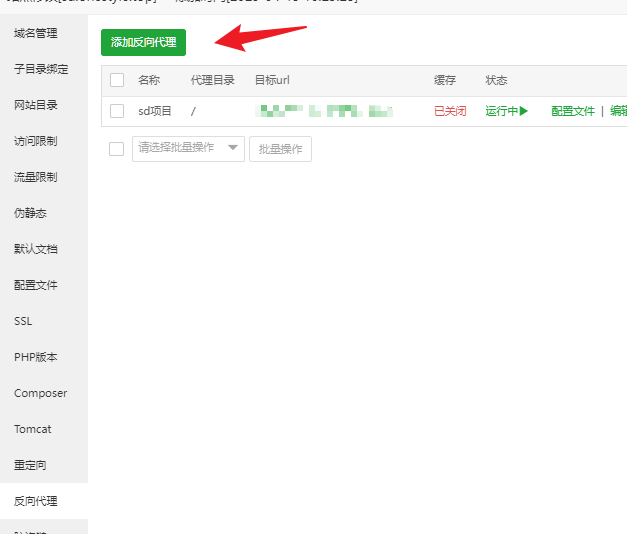 域名管理
子目录绑定
网站目录
访问限制
流量限制
伪静态
默认文档
配置文件
SSL
PHP版本
Composer
Tomcat
重定向
反向代理
添加反向代理
名称 代理目录 目标url 缓存 状态
sd项目 / 已关闭 运行中 配置文件 | 编辑
请选择批量操作 批量操作